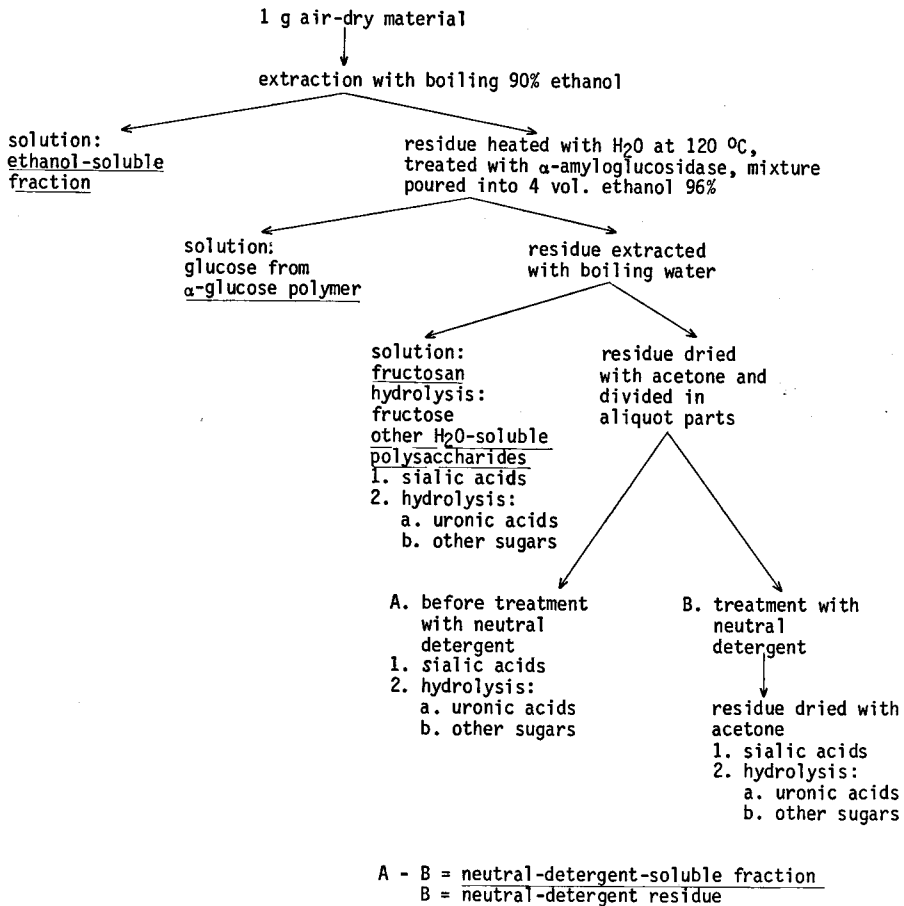 1 g air-dry material
extraction with boiling 90% ethanol
solution:
ethanol-soluble
fraction
residue heated with H2O at 120 ºC,
treated with α-amyloglucosidase, mixture
poured into 4 vol. ethanol 96%
solution:
glucose from
α-glucose polymer
residue extracted
with boiling water
solution:
fructosan
hydrolysis:
fructose
other H2O-soluble
polysaccharides
1. sialic acids
2. hydrolysis:
a. uronic acids
b. other sugars
residue dried
with acetone and
divided in
aliquot parts
A. before treatment
with neutral
detergent
1. sialic acids
2. hydrolysis:
a. uronic acids
b. other sugars
B. treatment with
neutral
detergent
residue dried with
acetone
1. sialic acids
2. hydrolysis:
a. uronic acids
b. other sugars
A - B = neutral-detergent-soluble fraction
B = neutral-detergent residue